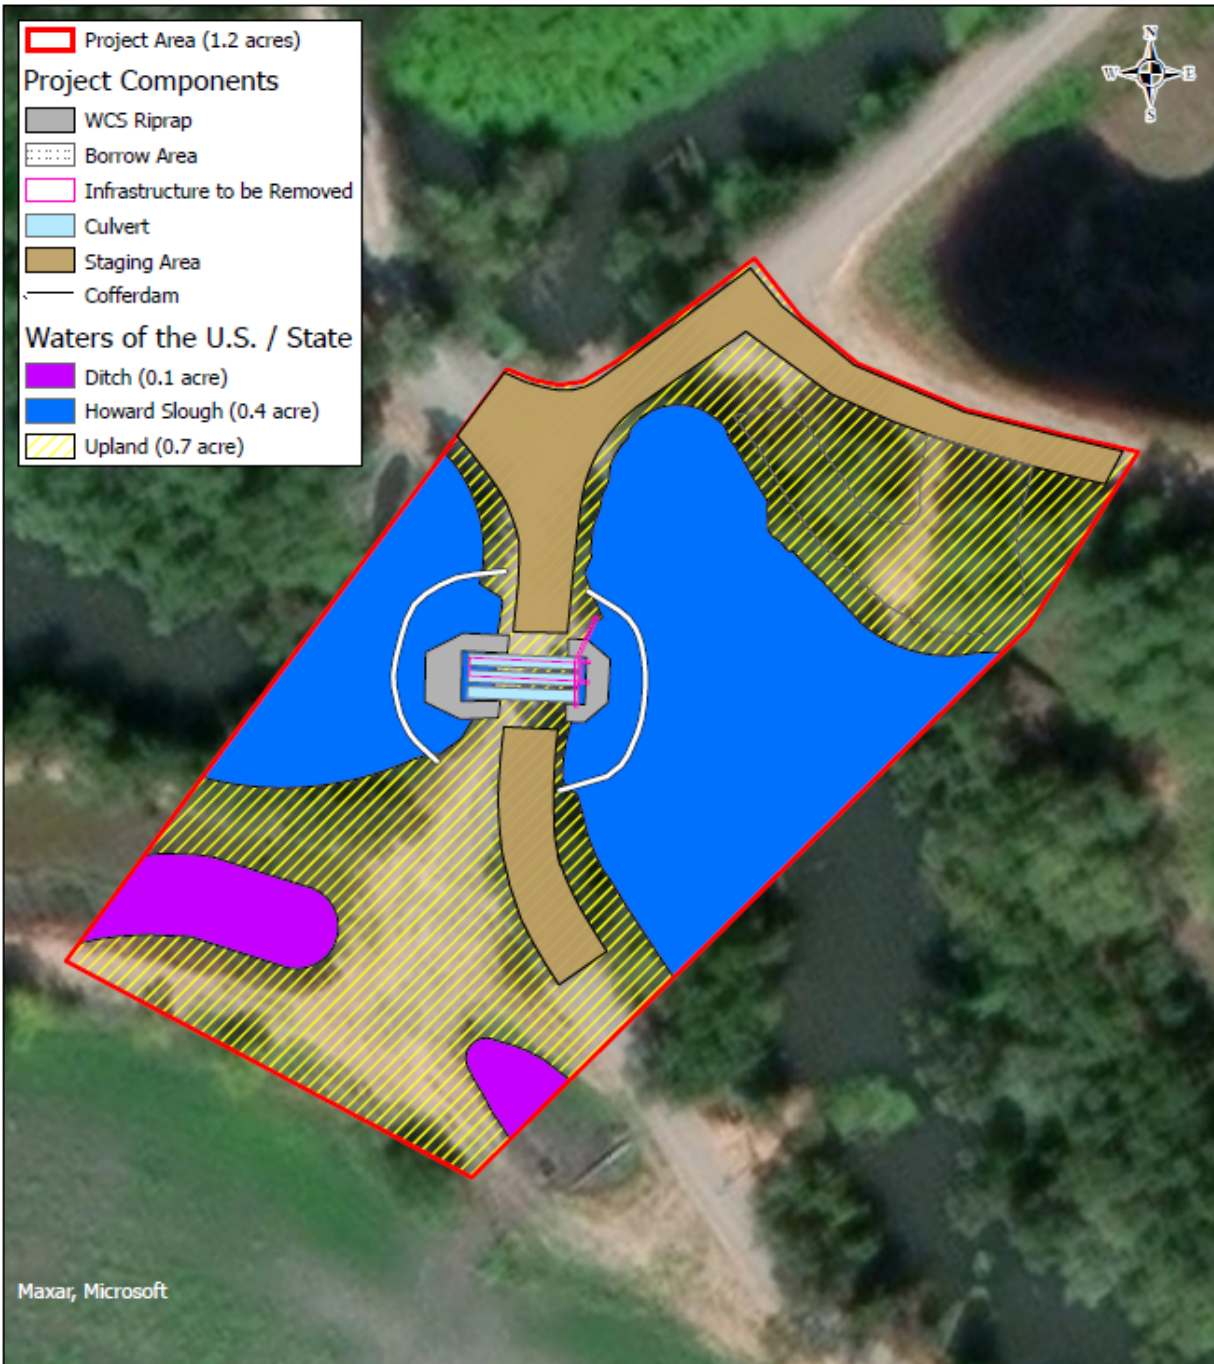 Project Area (1.2 acres)
Project Components
WCS Riprap
Borrow Area
Infrastructure to be Removed
Culvert
Staging Area
Cofferdam
Waters of the U.S. / State
Ditch (0.1 acre)
Howard Slough (0.4 acre)
Upland (0.7 acre)
N
W E
S
Maxar, Microsoft